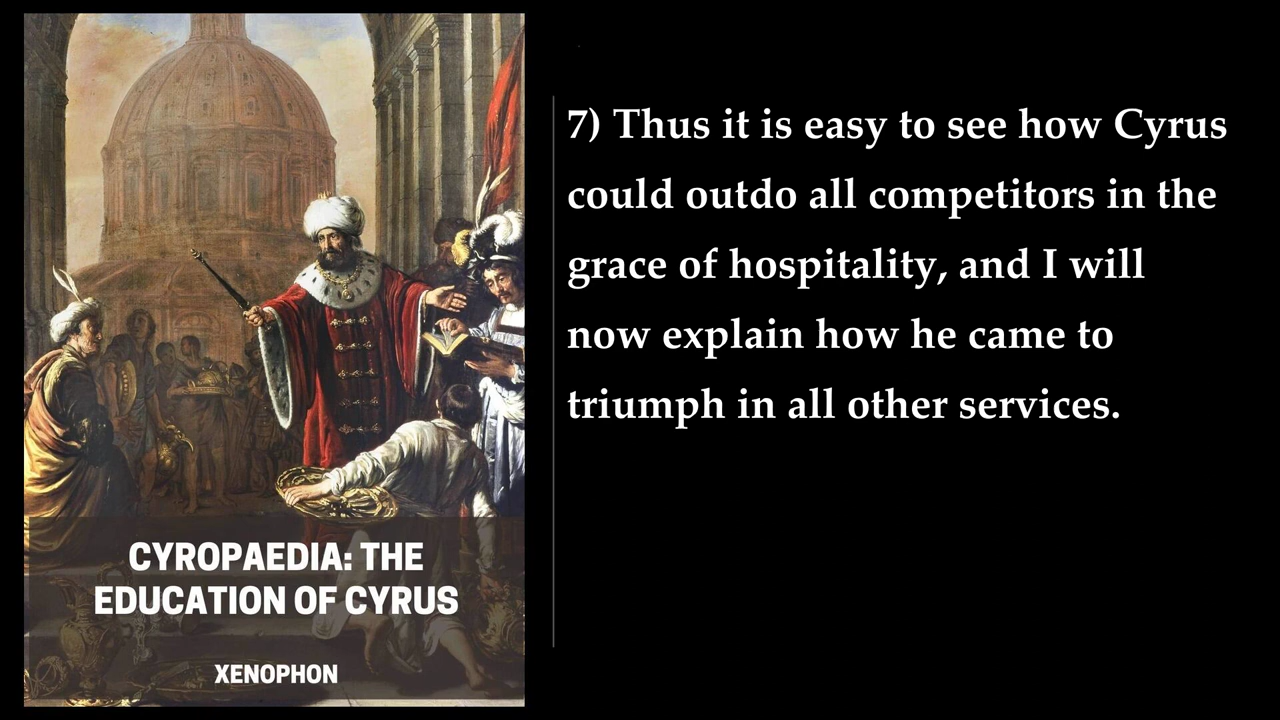 CYROPAEDIA: THE
EDUCATION OF CYRUS
XENOPHON
7) Thus it is easy to see how Cyrus
could outdo all competitors in the
grace of hospitality, and I will
now explain how he came to
triumph in all other services.